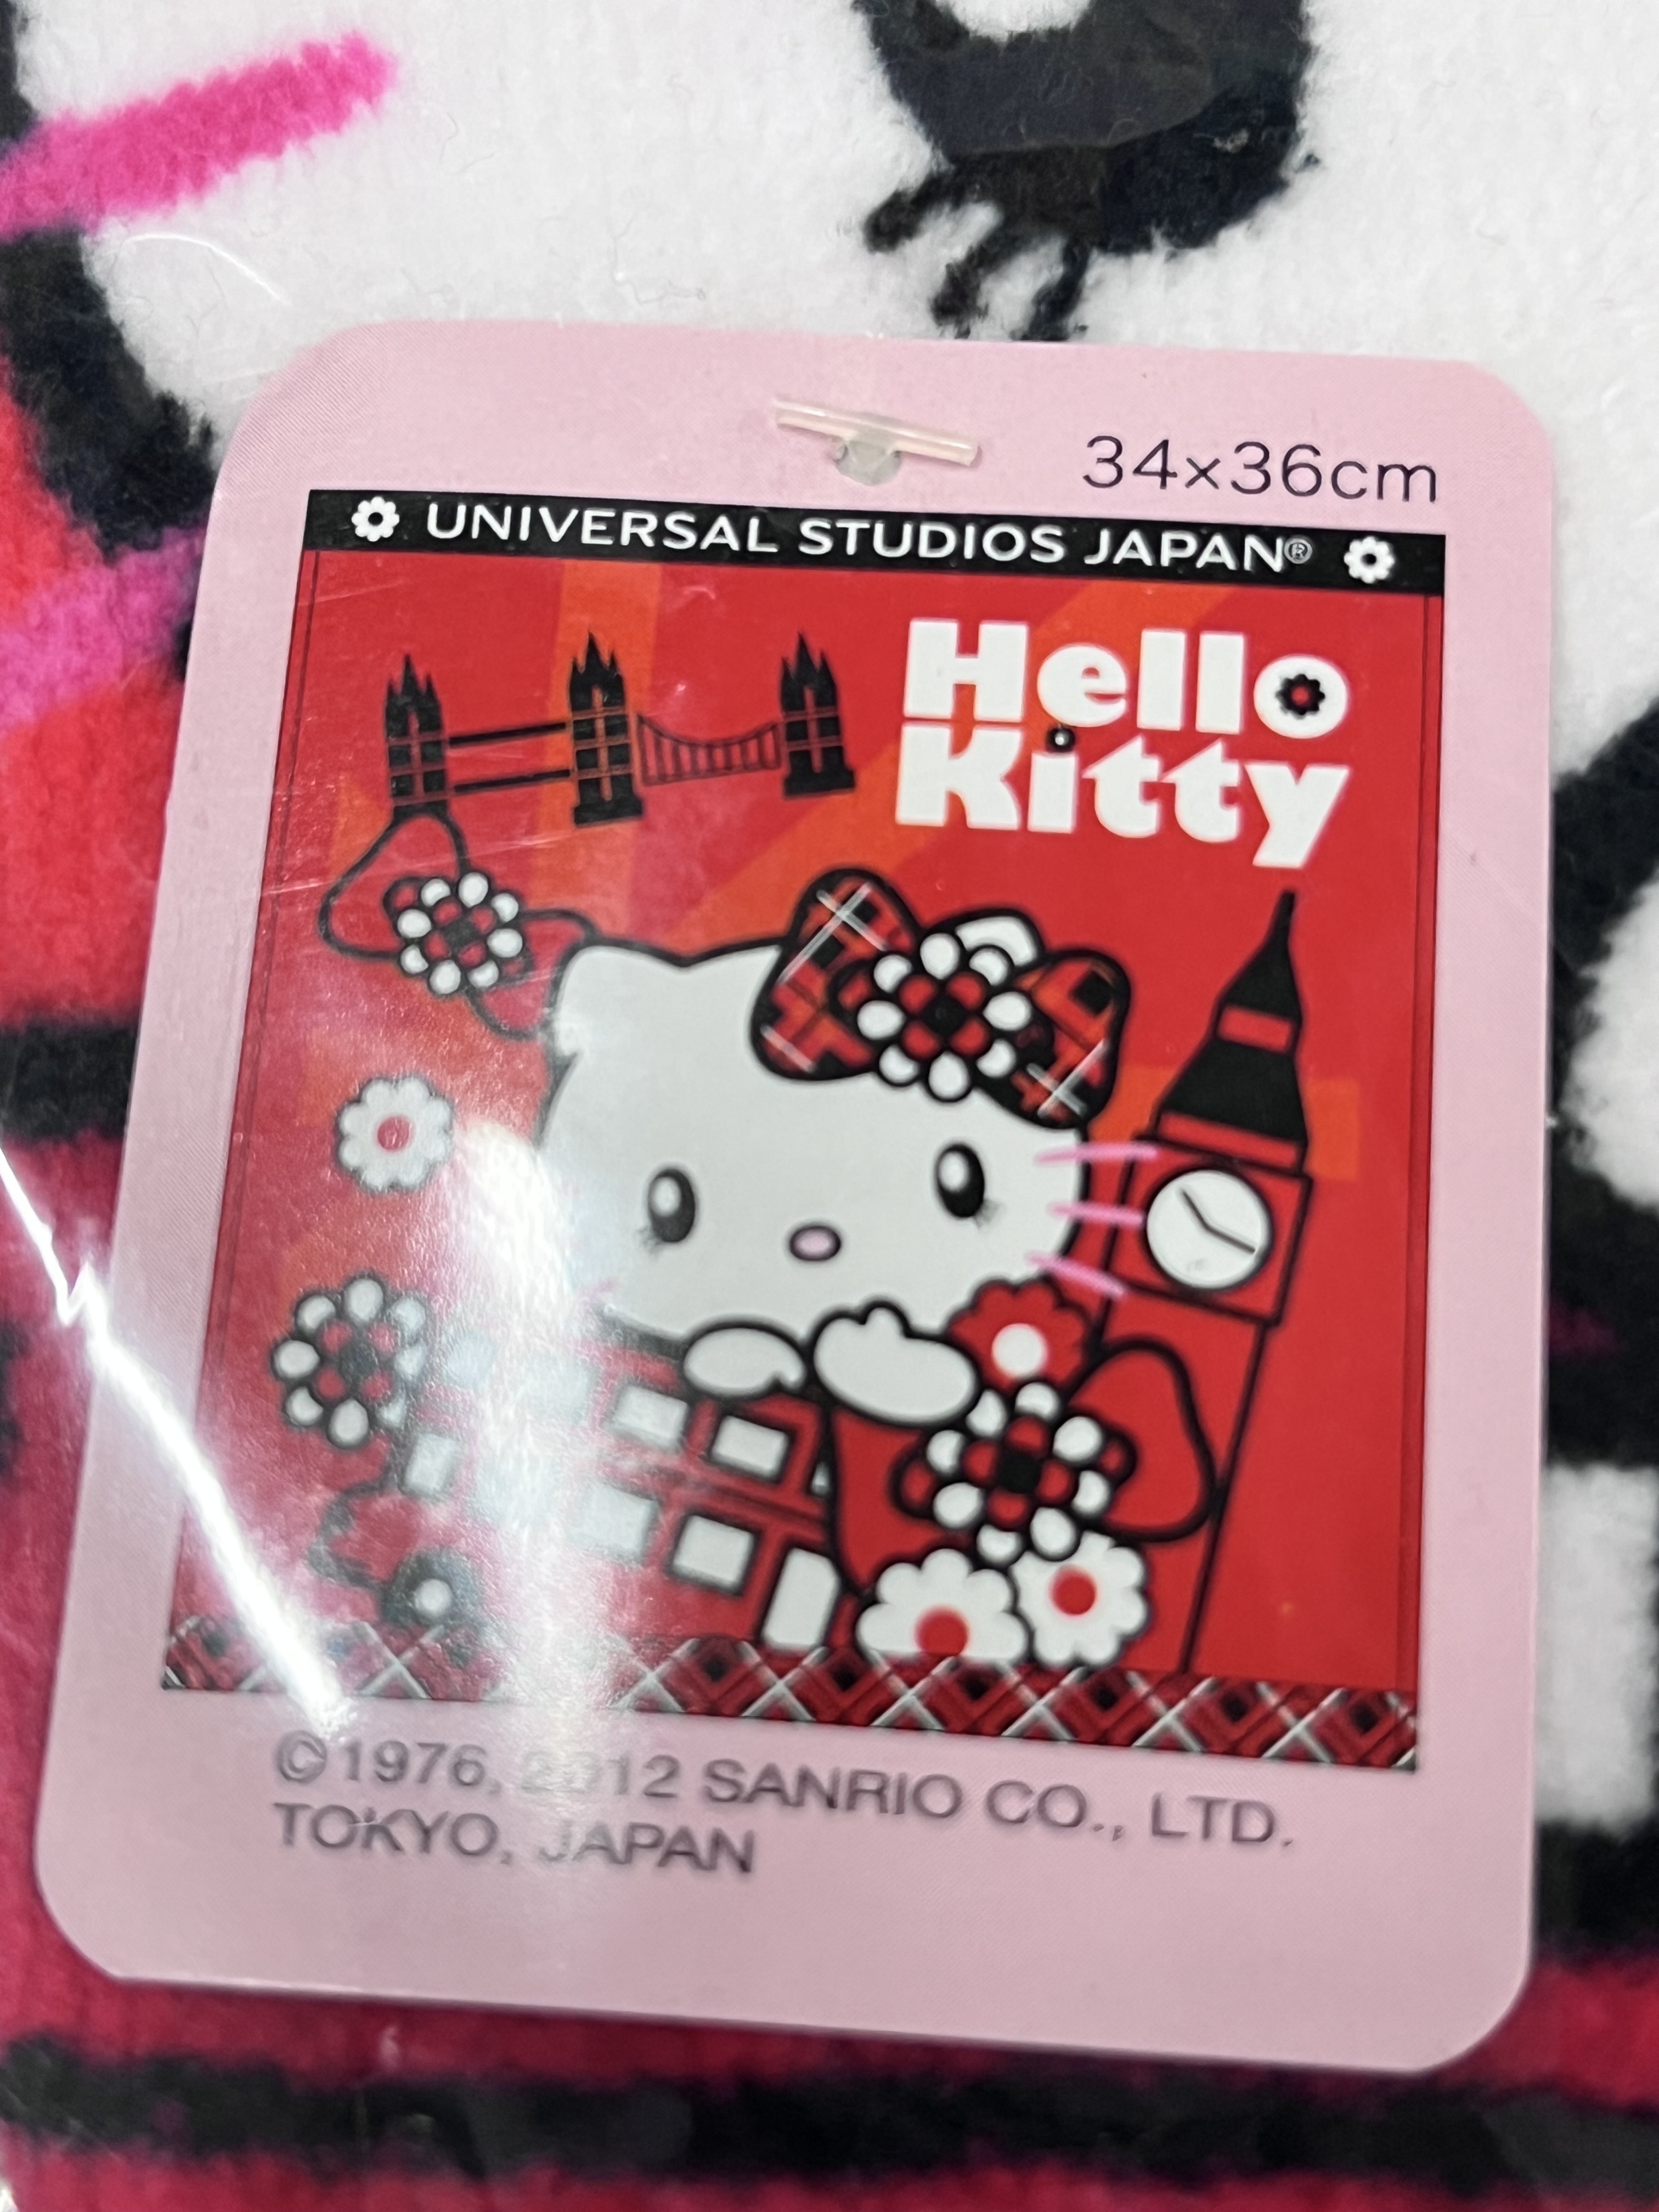 34×36cm
UNIVERSAL STUDIOS JAPAN®
Hello
Kitty
©1976, 2012 SANRIO CO., LTD.
TOKYO, JAPAN